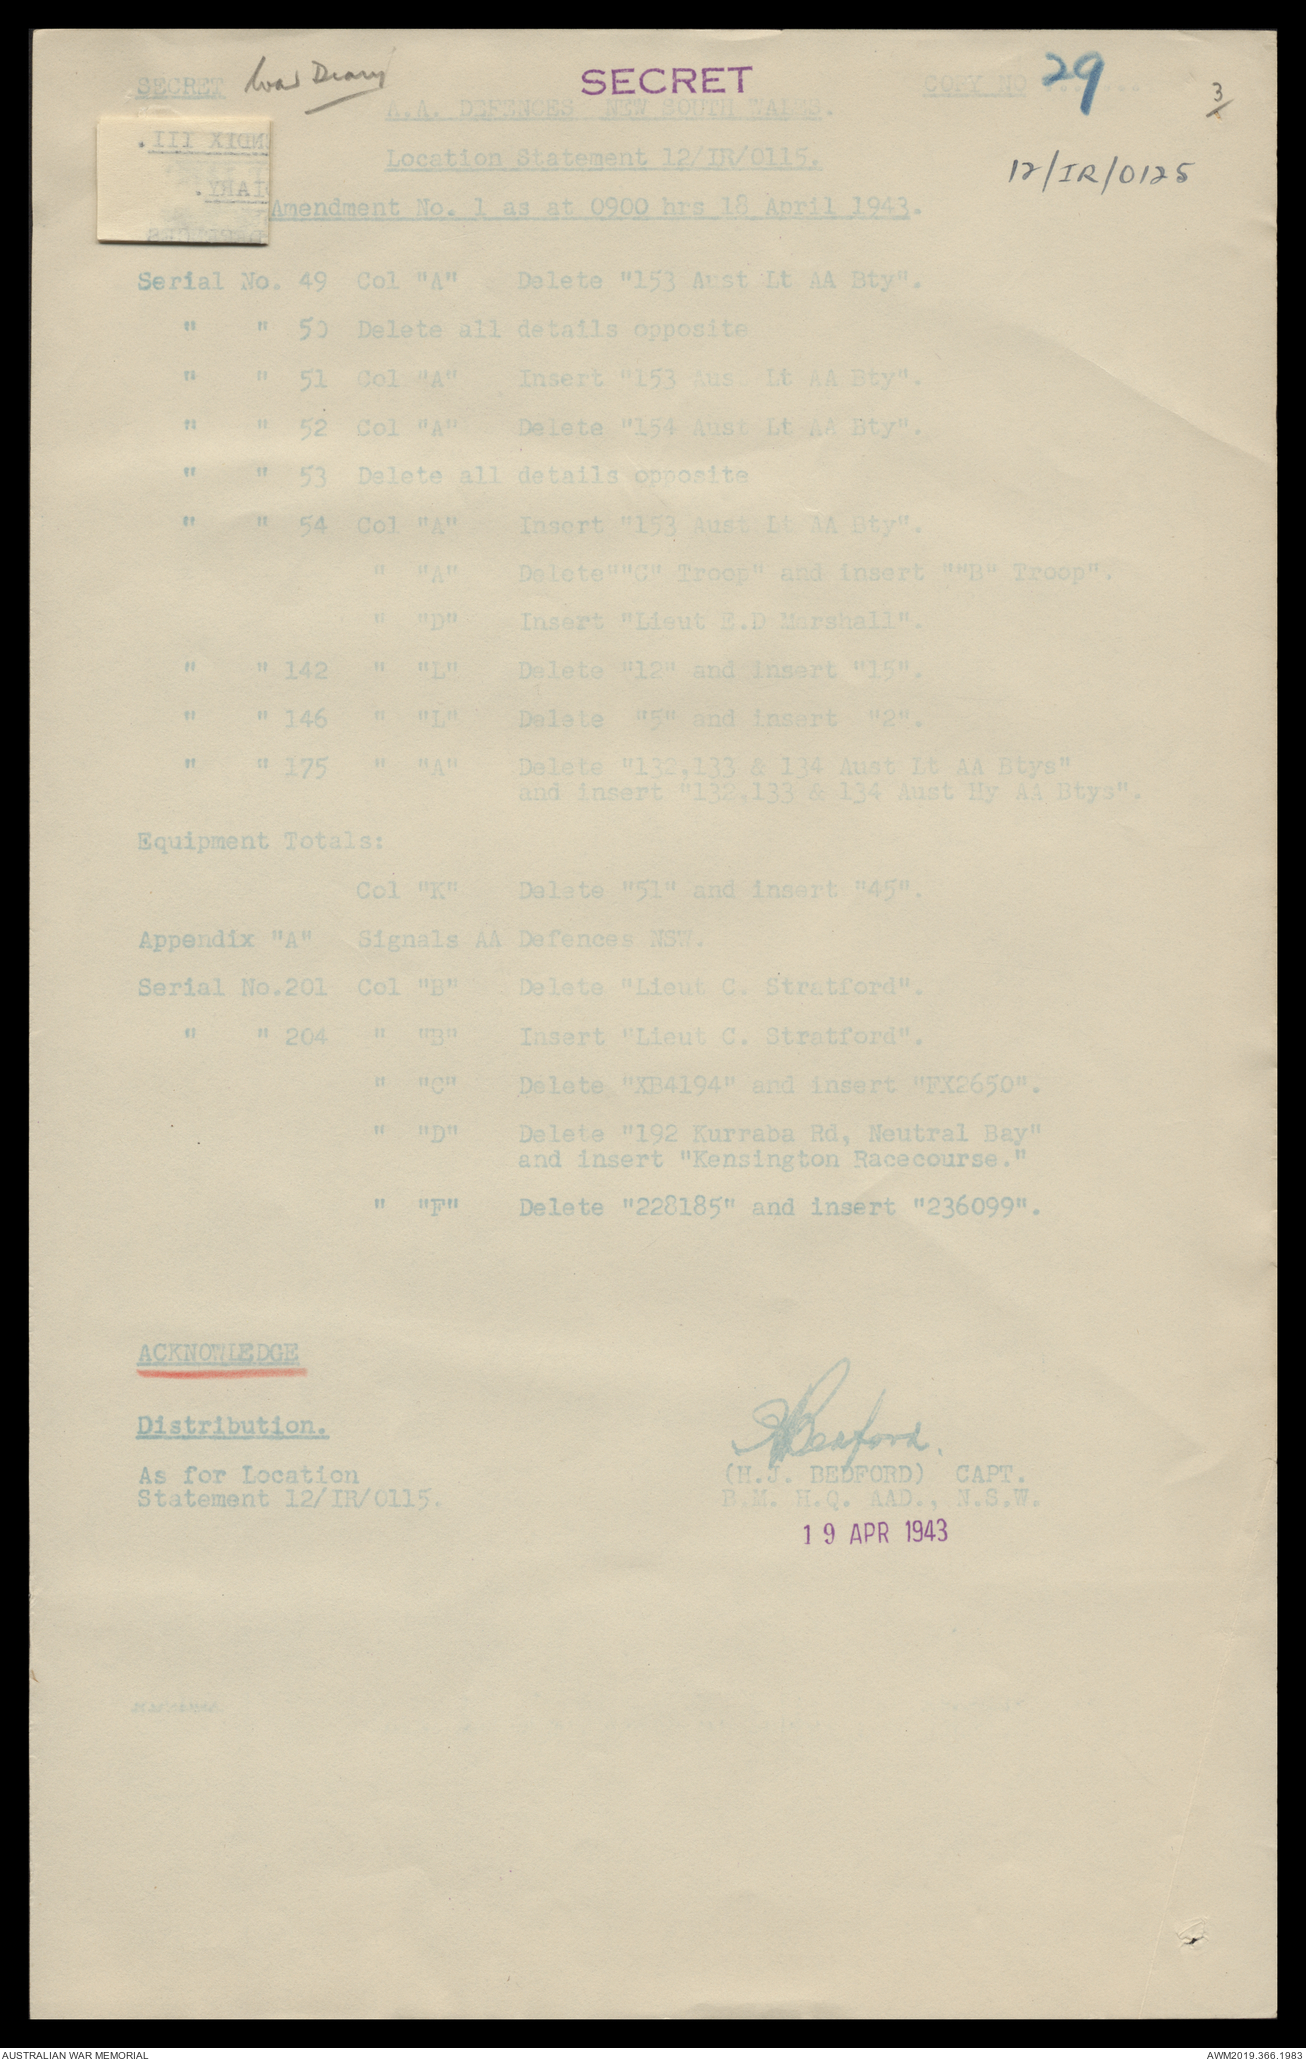 SECRET War Diary SECRET COPY NO 29
3
A.A. DEFENCES NEW SOUTH WALES.
Location Statement 12/IR/0115.
12/IR/0125
Amendment No. 1 as at 0900 hrs 18 April 1943.
Serial No. 49 Col "A" Delete "153 Aust Lt AA Bty".
" " 50 Delete all details opposite
" " 51 Col "A" Insert "153 Aust Lt AA Bty".
" " 52 Col "A" Delete "154 Aust Lt AA Bty".
" " 53 Delete all details opposite
" " 54 Col "A" Insert "153 Aust Lt AA Bty".
" "A" Delete""C" Troop" and insert ""B" Troop".
" "D" Insert "Lieut E.D Marshall".
" " 142 " "L" Delete "12" and insert "15".
" " 146 " "L" Delete "5" and insert "2".
" " 175 " "A" Delete "132,133 & 134 Aust Lt AA Btys"
and insert "132,133 & 134 Aust Hy AA Btys".
Equipment Totals:
Col "K" Delete "51" and insert "45".
Appendix "A" Signals AA Defences NSW.
Serial No.201 Col "B" Delete "Lieut C. Stratford".
" " 204 " "B" Insert "Lieut C. Stratford".
" "C" Delete "XB4194" and insert "FX2650".
" "D" Delete "192 Kurraba Rd, Neutral Bay"
and insert "Kensington Racecourse."
" "F" Delete "228185" and insert "236099".
ACKNOWLEDGE
Distribution.
As for Location
Statement 12/IR/0115.
HBedford.
(H.J. BEDFORD) CAPT.
B.M. H.Q. AAD., N.S.W.
19 APR 1943
AUSTRALIAN WAR MEMORIAL
AWM2019.366.1983